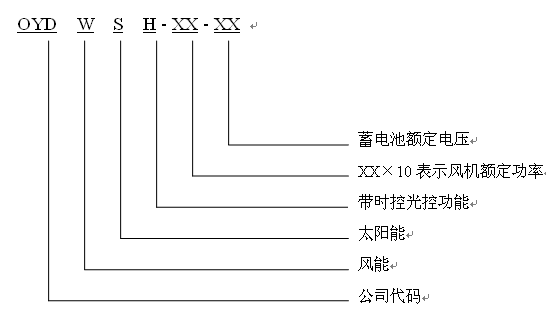 OYD W S H - XX - XX
蓄电池额定电压
XX×10 表示风机额定功率
带时控光控功能
太阳能
风能
公司代码